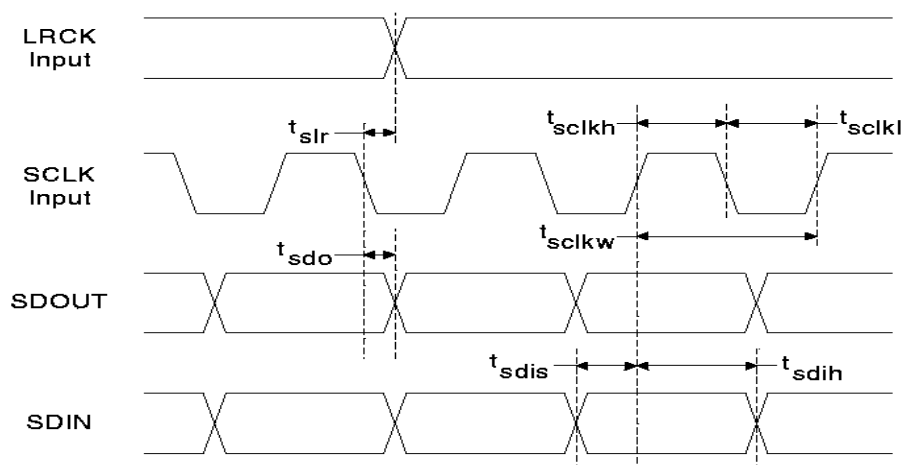 LRCK
Input
tslr
tsclkh
tsclkl
SCLK
Input
tsclkw
tsdo
SDOUT
tsdis
tsdih
SDIN